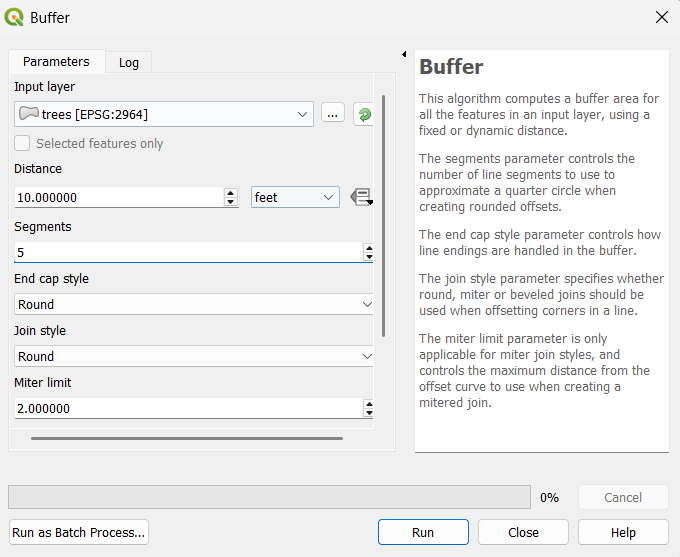 Buffer
Parameters
Log
Input layer
trees [EPSG:2964]
...
Selected features only
Distance
10.000000
feet
Segments
5
End cap style
Round
Join style
Round
Miter limit
2.000000
Buffer
This algorithm computes a buffer area for
all the features in an input layer, using a
fixed or dynamic distance.
The segments parameter controls the
number of line segments to use to
approximate a quarter circle when
creating rounded offsets.
The end cap style parameter controls how
line endings are handled in the buffer.
The join style parameter specifies whether
round, miter or beveled joins should be
used when offsetting corners in a line.
The miter limit parameter is only
applicable for miter join styles, and
controls the maximum distance from the
offset curve to use when creating a
mitered join.
0%
Cancel
Run as Batch Process...
Run
Close
Help